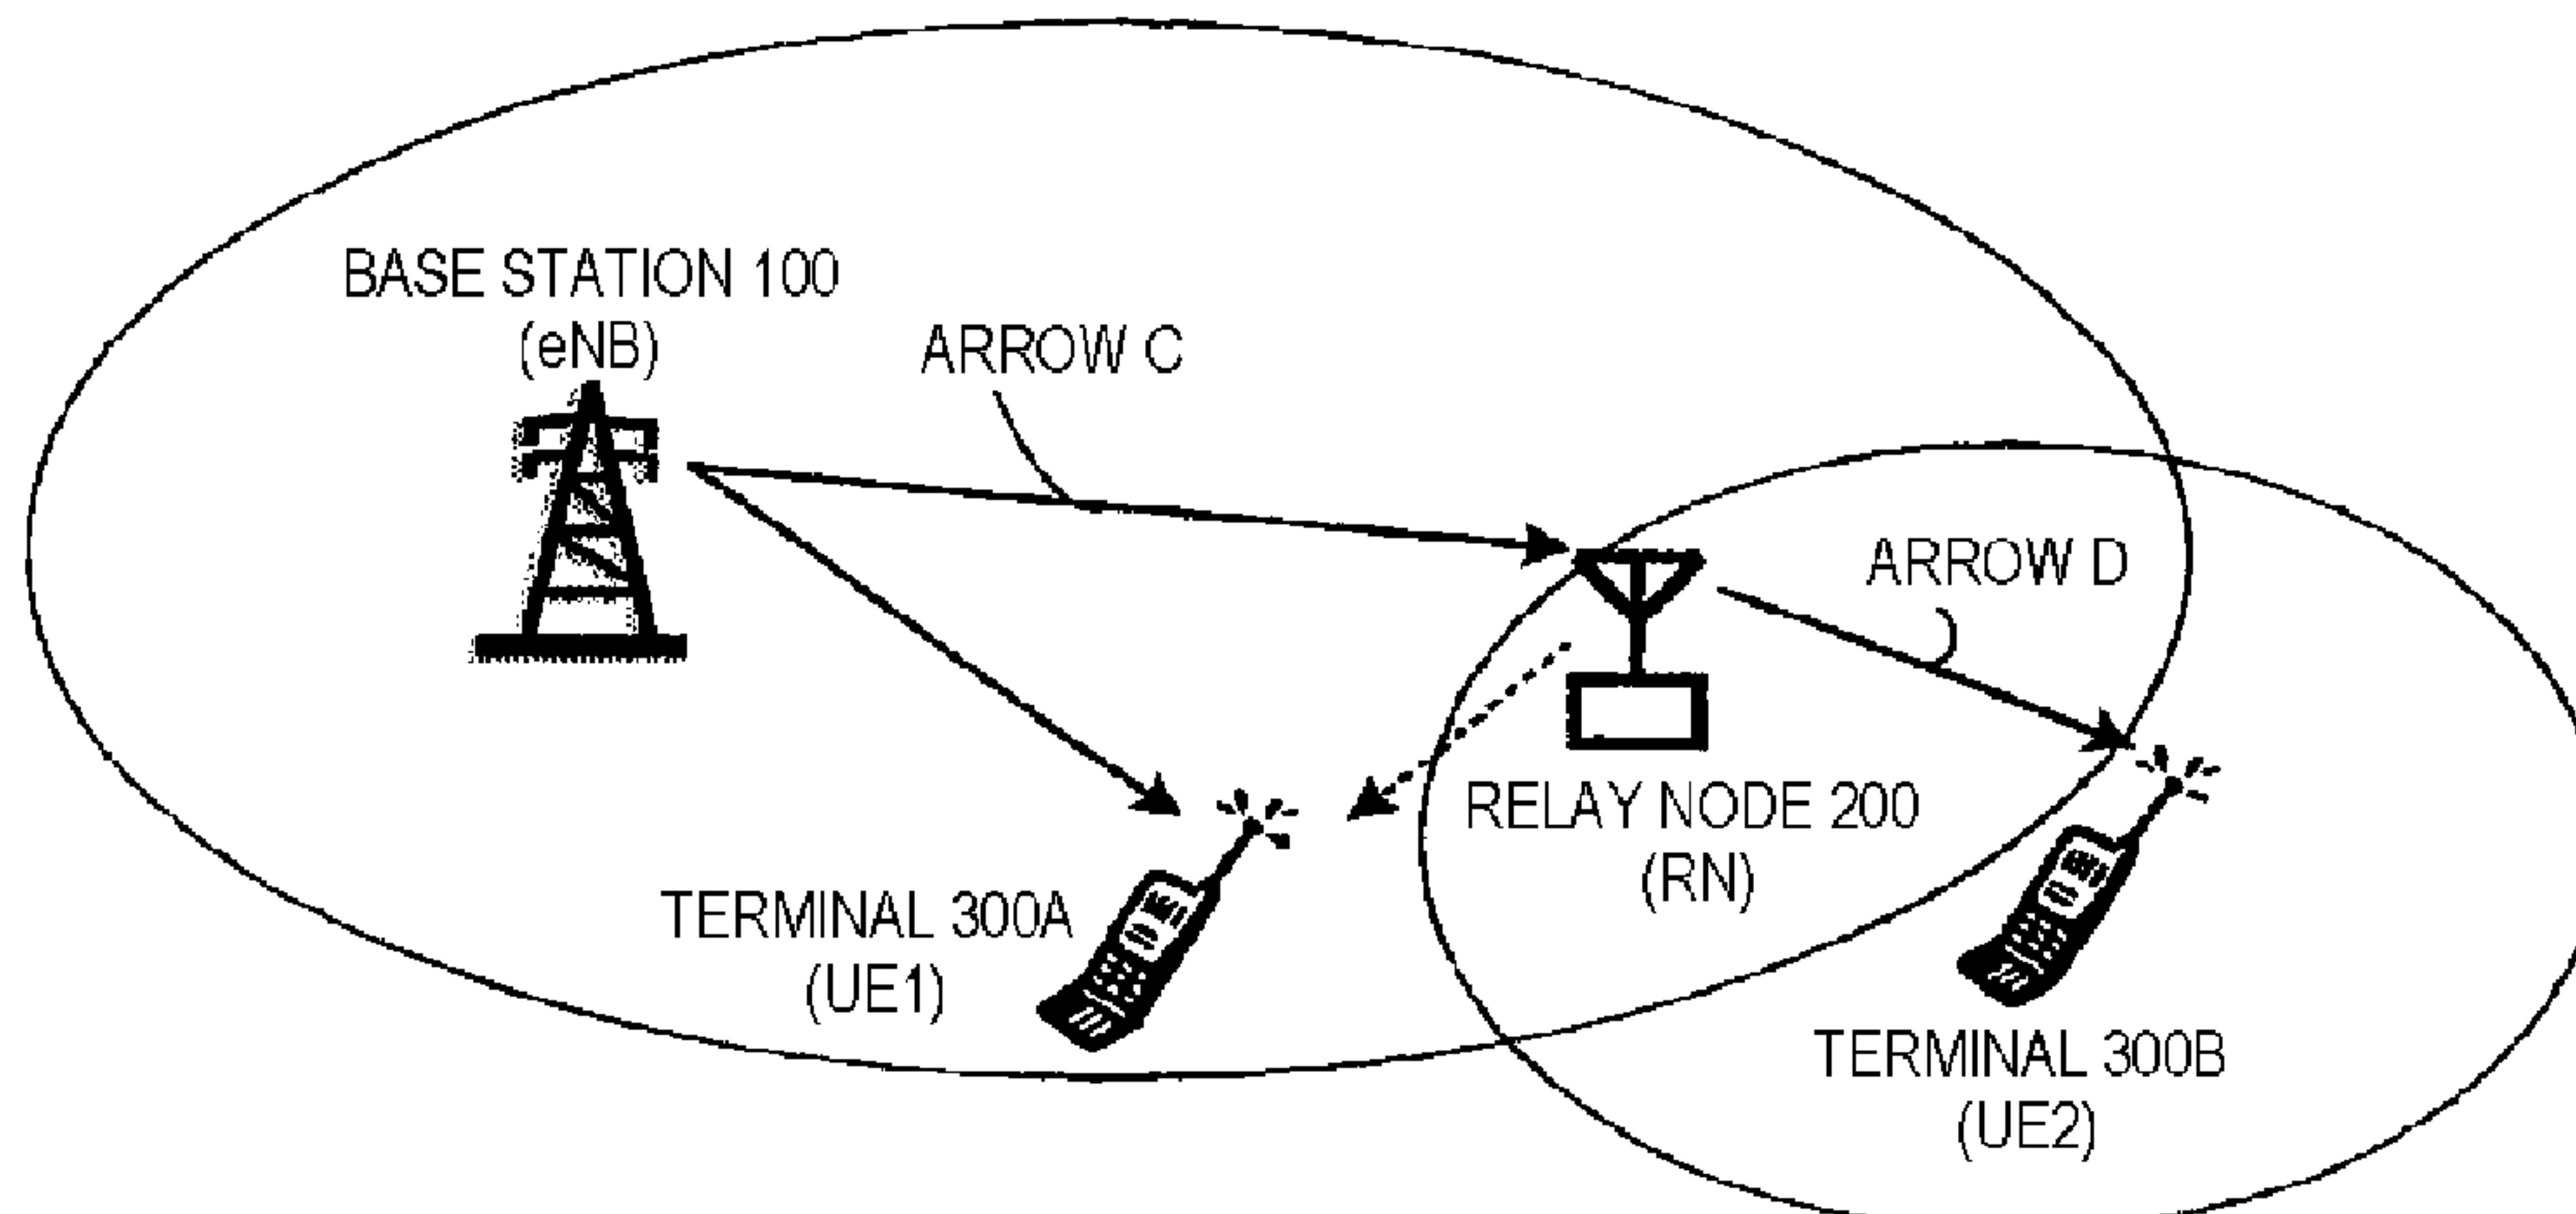 BASE STATION 100
(eNB)
ARROW C
ARROW D
RELAY NODE 200
(RN)
TERMINAL 300A
(UE1)
TERMINAL 300B
(UE2)